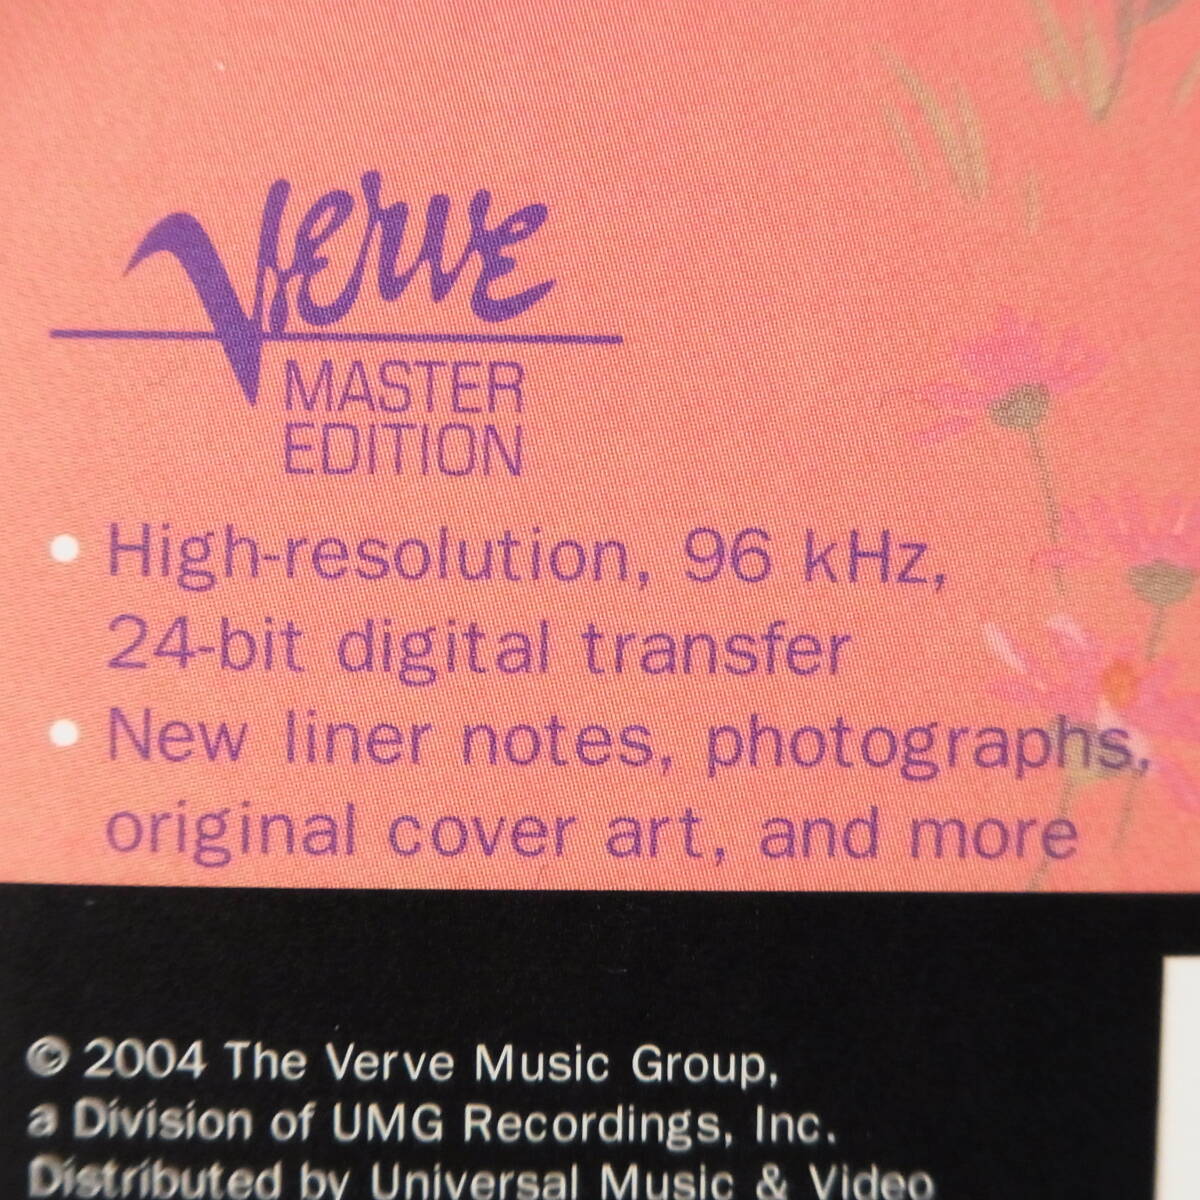 Verve
MASTER
EDITION
• High-resolution, 96 kHz,
24-bit digital transfer
• New liner notes, photographs,
original cover art, and more
© 2004 The Verve Music Group,
a Division of UMG Recordings, Inc.
Distributed by Universal Music & Video